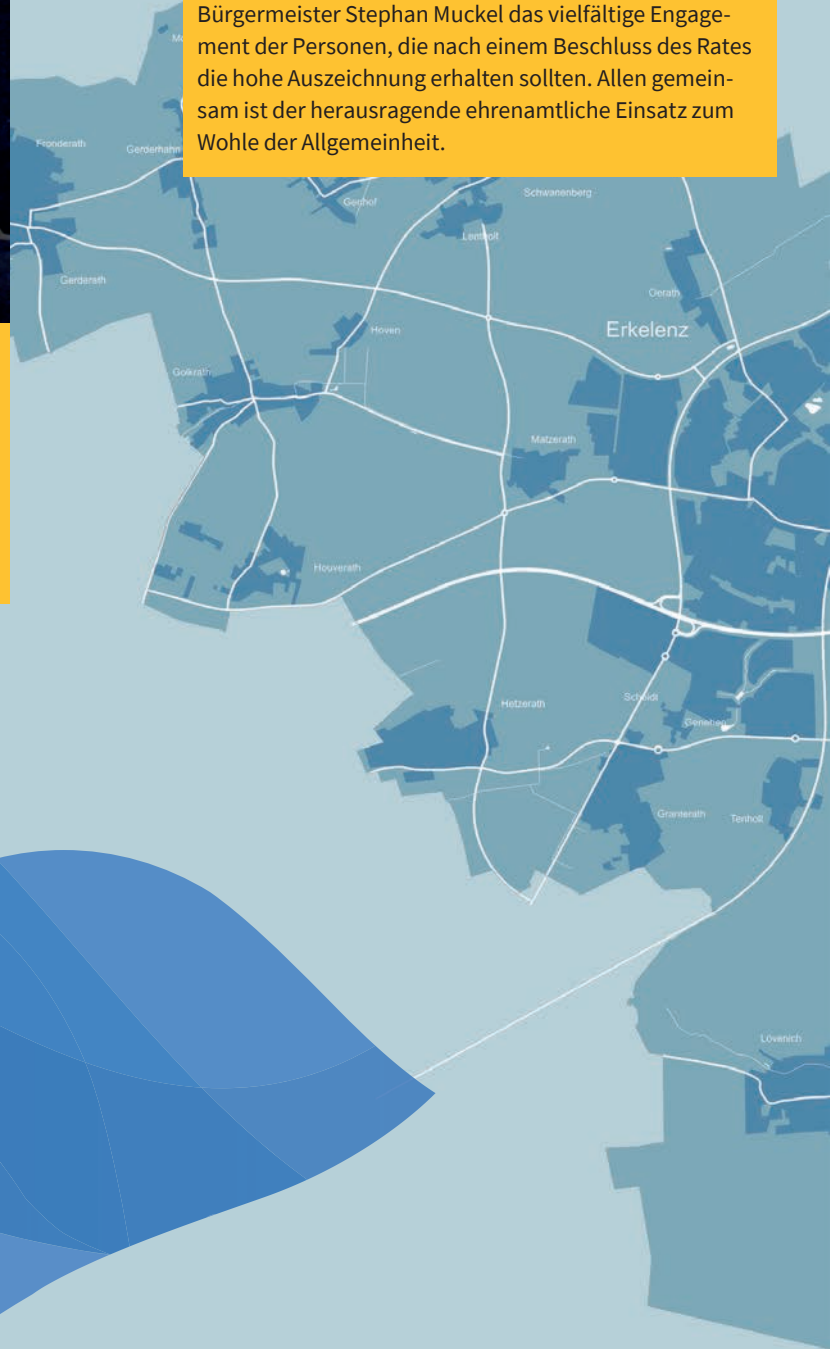 Bürgermeister Stephan Muckel das vielfältige Engage-
ment der Personen, die nach einem Beschluss des Rates
die hohe Auszeichnung erhalten sollten. Allen gemein-
sam ist der herausragende ehrenamtliche Einsatz zum
Wohle der Allgemeinheit.
Fronderath
Gerderhahn
Genhof
Schwanenberg
Lentholt
Gerderath
Oerath
Erkelenz
Hoven
Golkrath
Matzerath
Houverath
Hetzerath
Scheidt
Genehen
Granterath
Tenholt
Lövenich